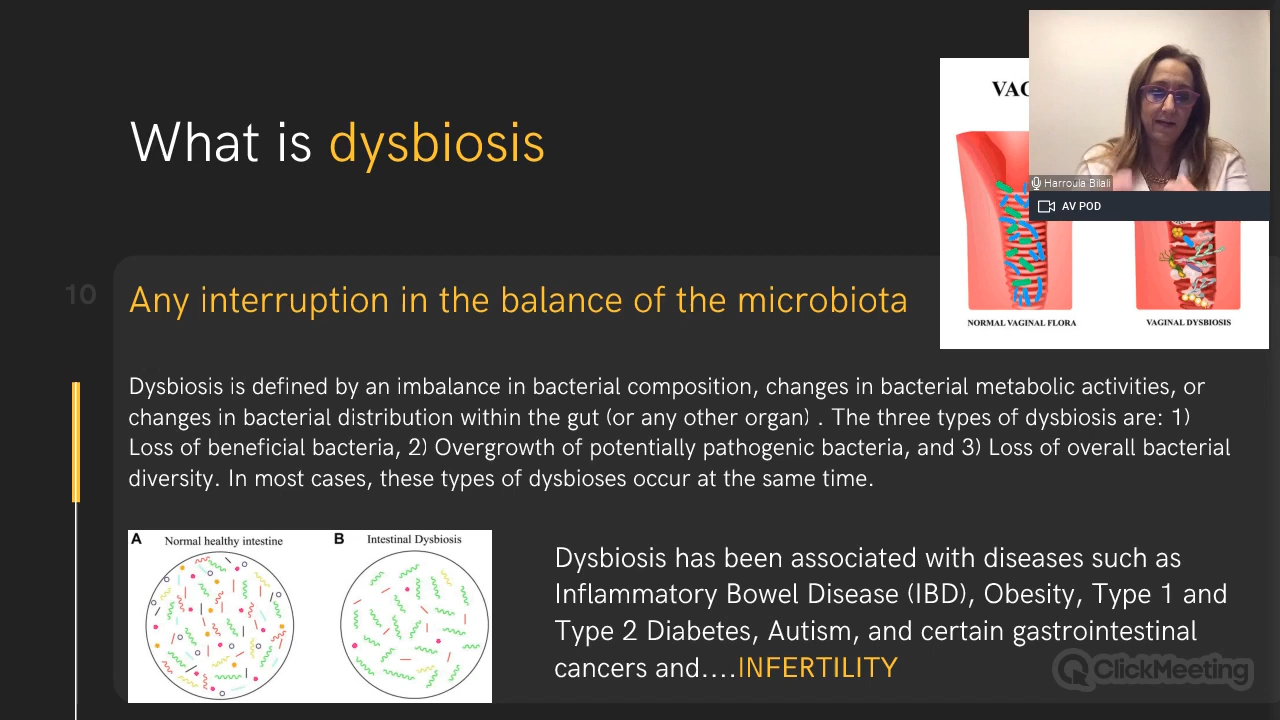 What is dysbiosis
VAG
Harroula Bilali
AV POD
10
Any interruption in the balance of the microbiota
NORMAL VAGINAL FLORA
VAGINAL DYSBIOSIS
Dysbiosis is defined by an imbalance in bacterial composition, changes in bacterial metabolic activities, or
changes in bacterial distribution within the gut (or any other organ) . The three types of dysbiosis are: 1)
Loss of beneficial bacteria, 2) Overgrowth of potentially pathogenic bacteria, and 3) Loss of overall bacterial
diversity. In most cases, these types of dysbioses occur at the same time.
A Normal healthy intestine
B Intestinal Dysbiosis
Dysbiosis has been associated with diseases such as
Inflammatory Bowel Disease (IBD), Obesity, Type 1 and
Type 2 Diabetes, Autism, and certain gastrointestinal
cancers and....INFERTILITY
ClickMeeting